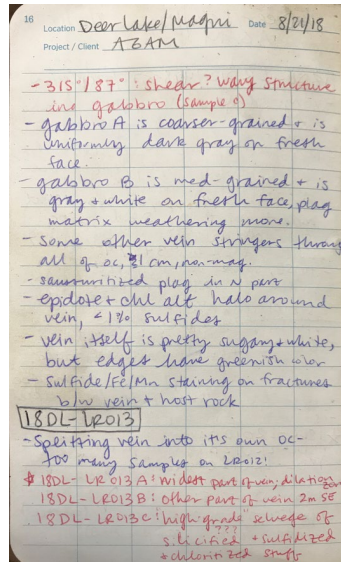 16
Location Deer Lake/Maqui Date 8/21/18
Project / Client AZAM
- 315°/87° : shear? Wavy structure
in a gabbro (sample 9)
- gabbro A is coarser-grained + is
uniformly dark gray on fresh
face.
- gabbro B is med-grained + is
gray + white on fresh face, plag
matrix weathering more.
- Some other vein stringers throug
all of oc, 1 cm, non-mag.
- saussuritized plag in N part
- epidote + chl alt halo around
vein, <1% sulfides
- vein itself is pretty sugary + white,
but edges have greenish color
- Sulfide/Fe/Mn staining on fractures
b/w vein + host rock
18DL-LR013
- Splitting vein into it's own oc-
too many samples on LR012!
18DL-LR013A: widest part of vein; dilation
18DL-LR013B: other part of vein 2m SE
18DL-LR013C: "high-grade" selvege of
silicified ??? + sulfidized
+ chloritized stuff